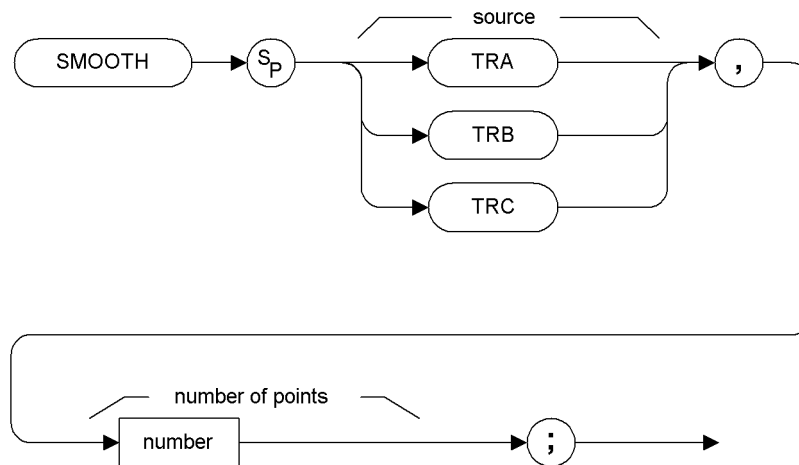 source
SMOOTH SP TRA ,
TRB
TRC
number of points
number ;